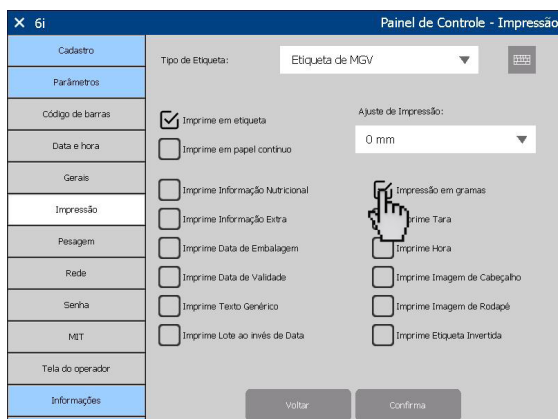 X 6i
Painel de Controle - Impressão
Cadastro
Parâmetros
Código de barras
Data e hora
Gerais
Impressão
Pesagem
Rede
Senha
MIT
Tela do operador
Informações
Tipo de Etiqueta:
Etiqueta de MGV
Imprime em etiqueta
Imprime em papel contínuo
Ajuste de Impressão:
0 mm
Imprime Informação Nutricional
Imprime Informação Extra
Imprime Data de Embalagem
Imprime Data de Validade
Imprime Texto Genérico
Imprime Lote ao invés de Data
Impressão em gramas
prime Tara
Imprime Hora
Imprime Imagem de Cabeçalho
Imprime Imagem de Rodapé
Imprime Etiqueta Invertida
Voltar
Confirma